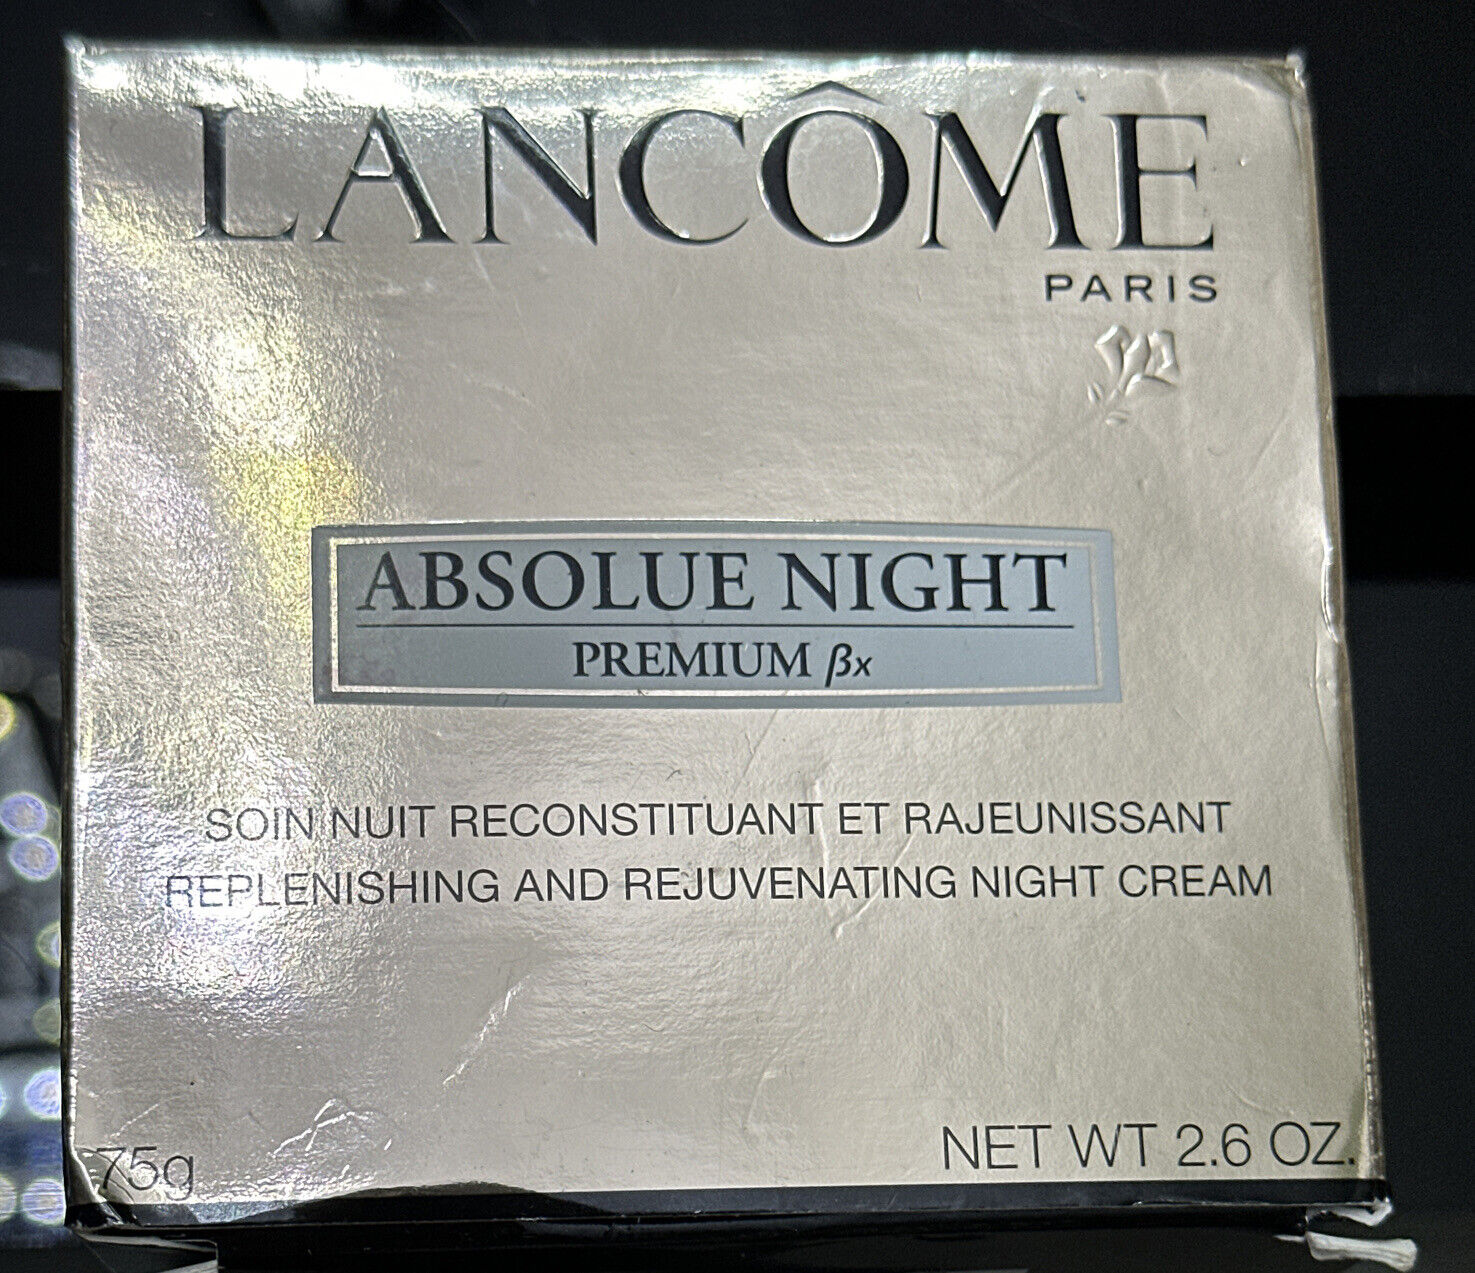 LANCÔME
PARIS
ABSOLUE NIGHT
PREMIUM βx
SOIN NUIT RECONSTITUANT ET RAJEUNISSANT
REPLENISHING AND REJUVENATING NIGHT CREAM
75g NET WT 2.6 OZ.